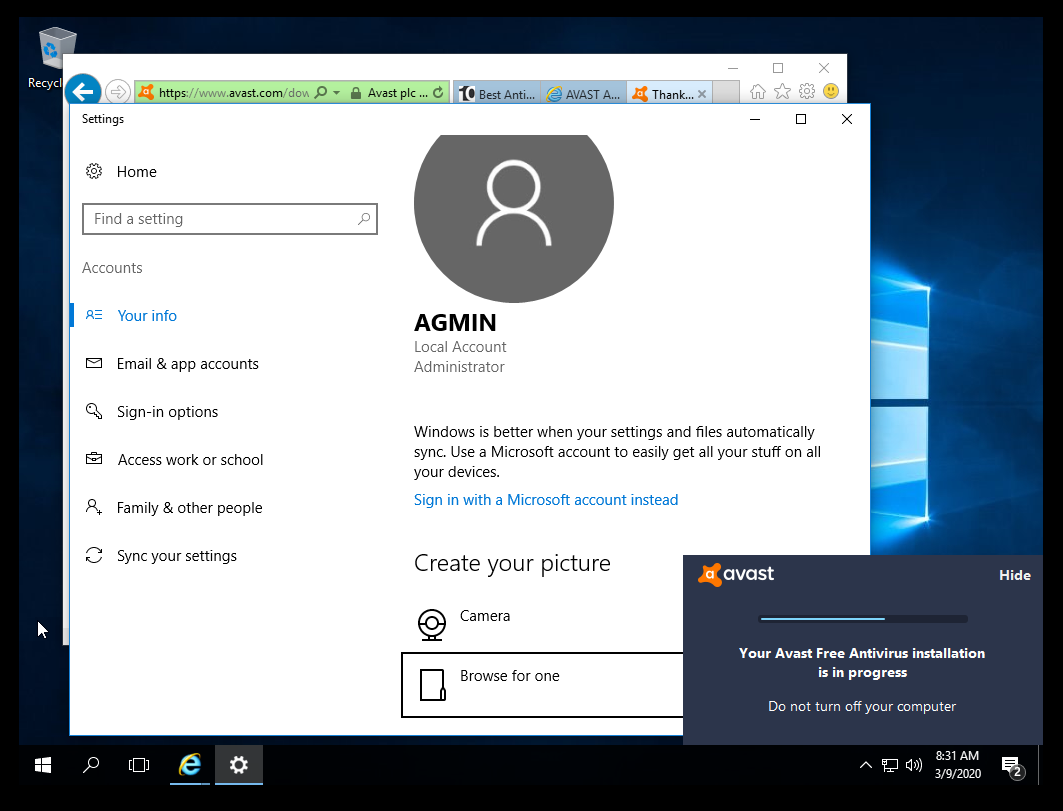 Recycl
https://www.avast.com/dow
Avast plc ...
Best Anti...
AVAST A...
Thank...
Settings
Home
Find a setting
Accounts
Your info
Email & app accounts
Sign-in options
Access work or school
Family & other people
Sync your settings
AGMIN
Local Account
Administrator
Windows is better when your settings and files automatically
sync. Use a Microsoft account to easily get all your stuff on all
your devices.
Sign in with a Microsoft account instead
Create your picture
Camera
Browse for one
avast
Hide
Your Avast Free Antivirus installation
is in progress
Do not turn off your computer
8:31 AM
3/9/2020
2